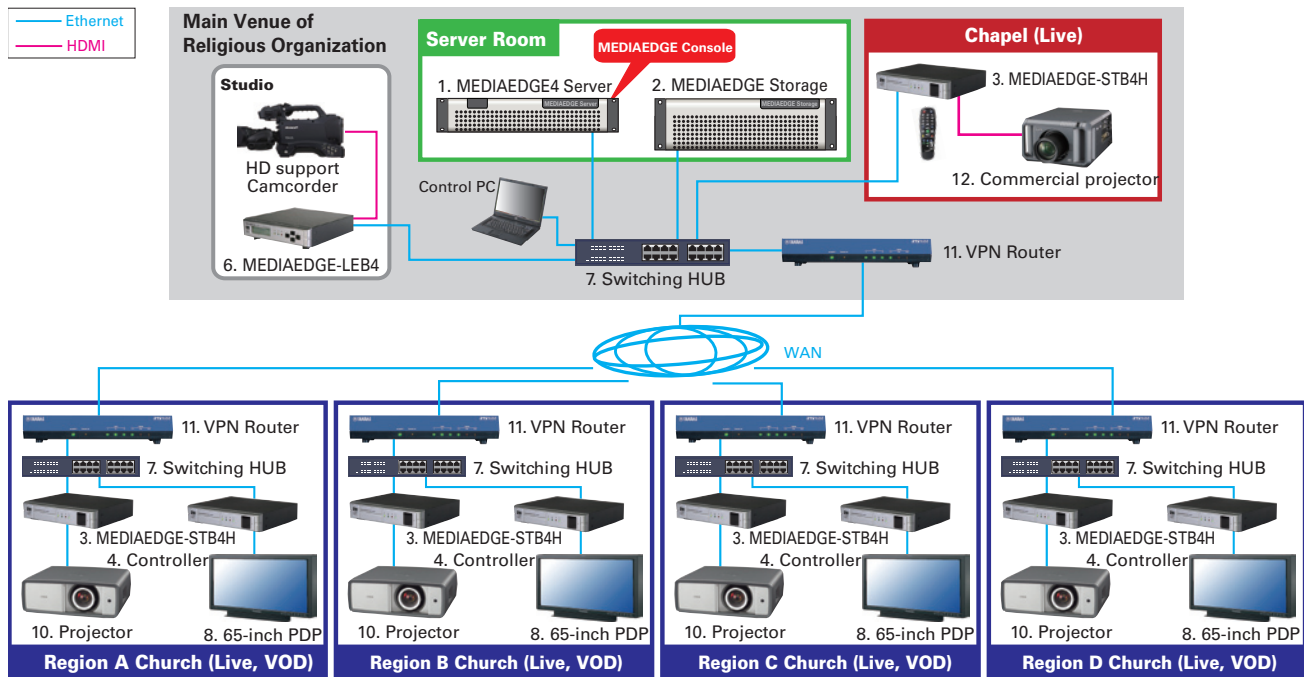 Ethernet
HDMI
Main Venue of
Religious Organization
Studio
HD support
Camcorder
6. MEDIAEDGE-LEB4
Server Room
MEDIAEDGE Console
1. MEDIAEDGE4 Server
MEDIAEDGE Server
2. MEDIAEDGE Storage
MEDIAEDGE Storage
Control PC
7. Switching HUB
Chapel (Live)
3. MEDIAEDGE-STB4H
12. Commercial projector
11. VPN Router
WAN
11. VPN Router
7. Switching HUB
3. MEDIAEDGE-STB4H
4. Controller
10. Projector
8. 65-inch PDP
Region A Church (Live, VOD)
11. VPN Router
7. Switching HUB
3. MEDIAEDGE-STB4H
4. Controller
10. Projector
8. 65-inch PDP
Region B Church (Live, VOD)
11. VPN Router
7. Switching HUB
3. MEDIAEDGE-STB4H
4. Controller
10. Projector
8. 65-inch PDP
Region C Church (Live, VOD)
11. VPN Router
7. Switching HUB
3. MEDIAEDGE-STB4H
4. Controller
10. Projector
8. 65-inch PDP
Region D Church (Live, VOD)